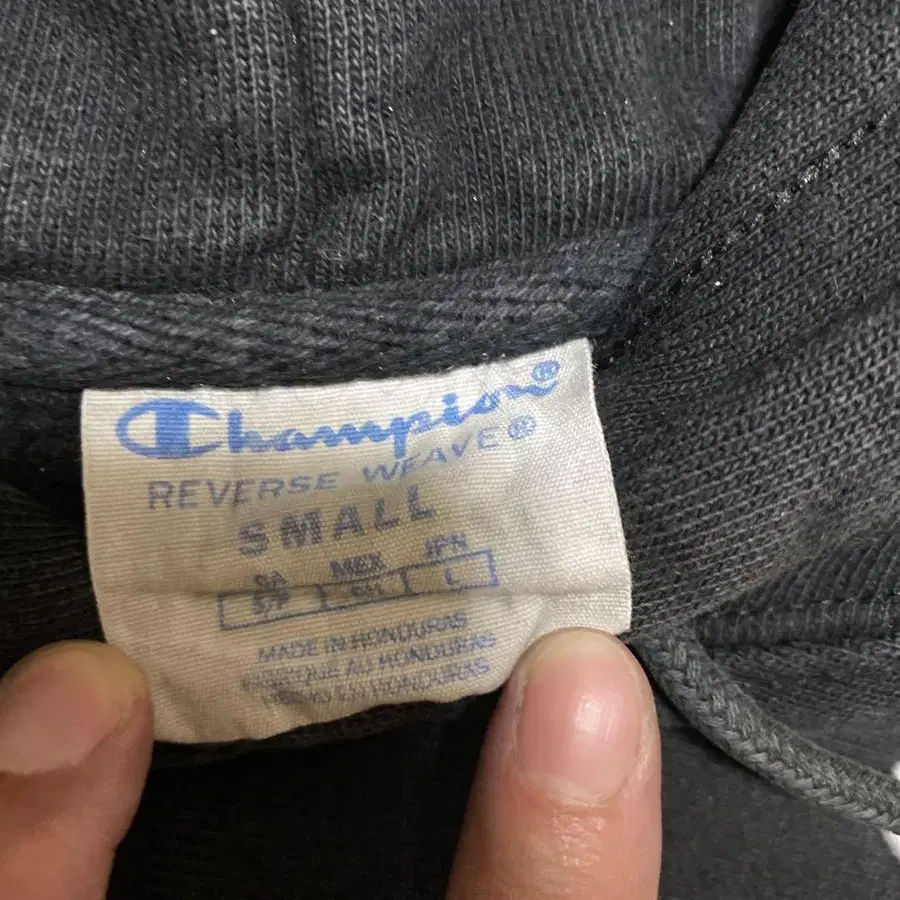 Champion®
REVERSE WEAVE®
SMALL
CA MEX JPN
S/P L
MADE IN HONDURAS
FABRIQUE AU HONDURAS
HECHO EN HONDURAS